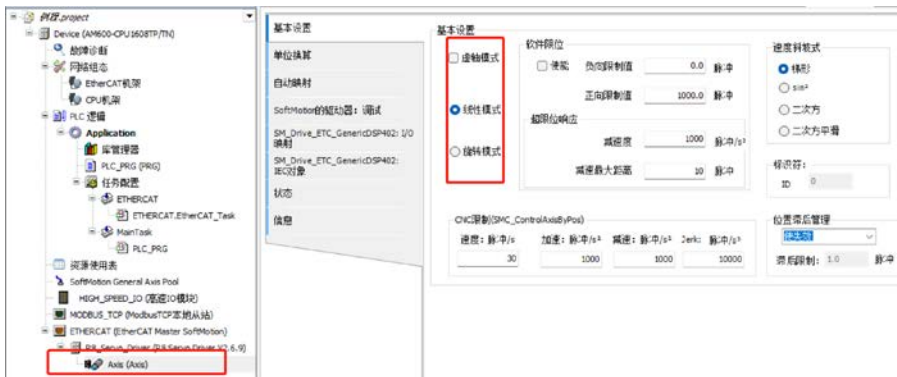 例程.project
Device (AM600-CPU1608TP/TN)
故障诊断
网络组态
EtherCAT机架
CPU机架
PLC 逻辑
Application
库管理器
PLC_PRG (PRG)
任务配置
ETHERCAT
ETHERCAT.EtherCAT_Task
MainTask
PLC_PRG
资源使用表
SoftMotion General Axis Pool
HIGH_SPEED_IO (高速IO模块)
MODBUS_TCP (ModbusTCP本地从站)
ETHERCAT (EtherCAT Master SoftMotion)
R8_Servo_Driver (R8 Servo Driver V2.6.9)
Axis (Axis)
基本设置
单位换算
自动映射
SoftMotion的驱动器：调试
SM_Drive_ETC_GenericDSP402: I/O
映射
SM_Drive_ETC_GenericDSP402:
IEC对象
状态
信息
基本设置
虚轴模式
线性模式
旋转模式
软件限位
使能 负向限制值 0.0 脉冲
正向限制值 1000.0 脉冲
超限位响应
减速度 1000 脉冲/s²
减速最大距离 10 脉冲
速度斜坡式
梯形
sin²
二次方
二次方平滑
标识符：
ID 0
CNC限制(SMC_ControlAxisByPos)
速度：脉冲/s 加速：脉冲/s² 减速：脉冲/s² Jerk: 脉冲/s³
30 1000 1000 10000
位置滞后管理
使生效
滞后限制： 1.0 脉冲